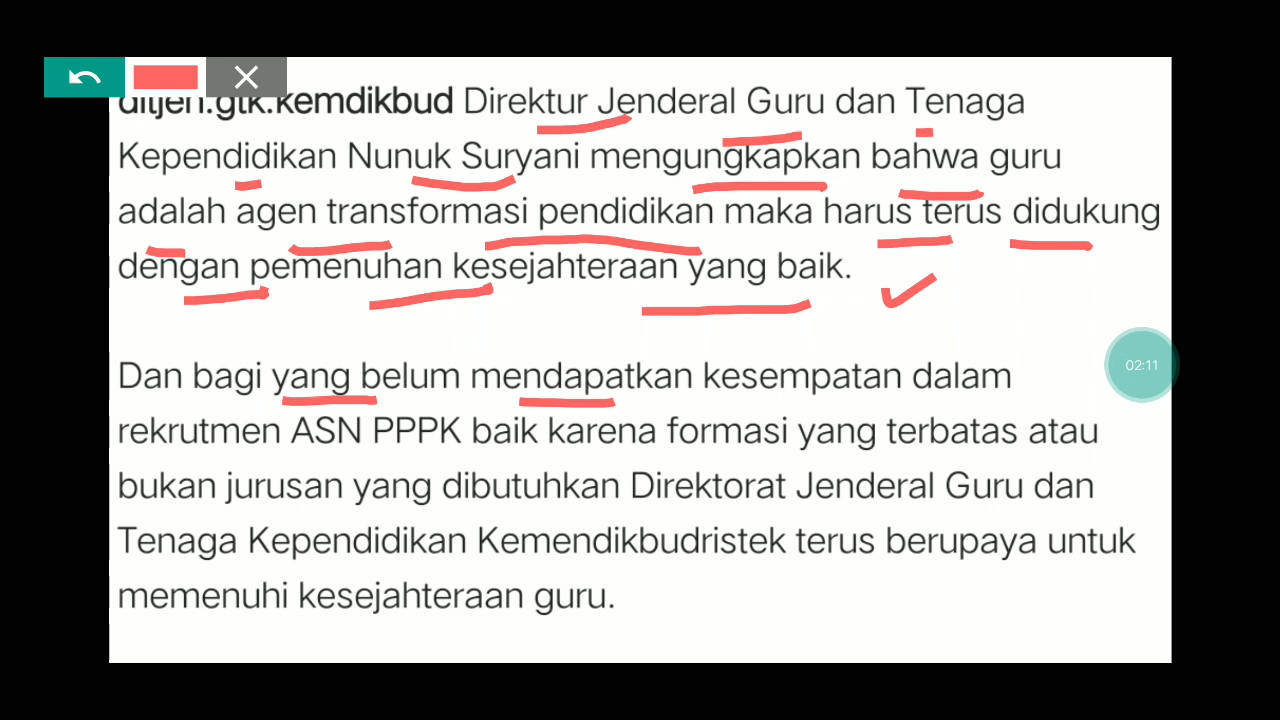 ditjen.gtk.kemdikbud Direktur Jenderal Guru dan Tenaga
Kependidikan Nunuk Suryani mengungkapkan bahwa guru
adalah agen transformasi pendidikan maka harus terus didukung
dengan pemenuhan kesejahteraan yang baik.
02:11
Dan bagi yang belum mendapatkan kesempatan dalam
rekrutmen ASN PPPK baik karena formasi yang terbatas atau
bukan jurusan yang dibutuhkan Direktorat Jenderal Guru dan
Tenaga Kependidikan Kemendikbudristek terus berupaya untuk
memenuhi kesejahteraan guru.